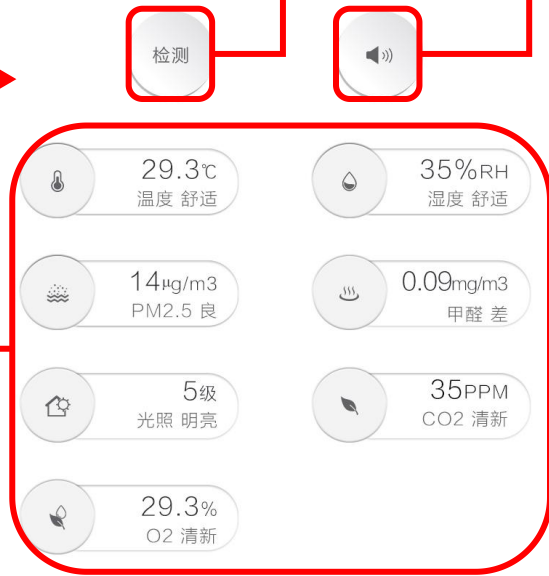 检测
29.3℃
温度 舒适
35%RH
湿度 舒适
14μg/m3
PM2.5 良
0.09mg/m3
甲醛 差
5级
光照 明亮
35PPM
CO2 清新
29.3%
O2 清新